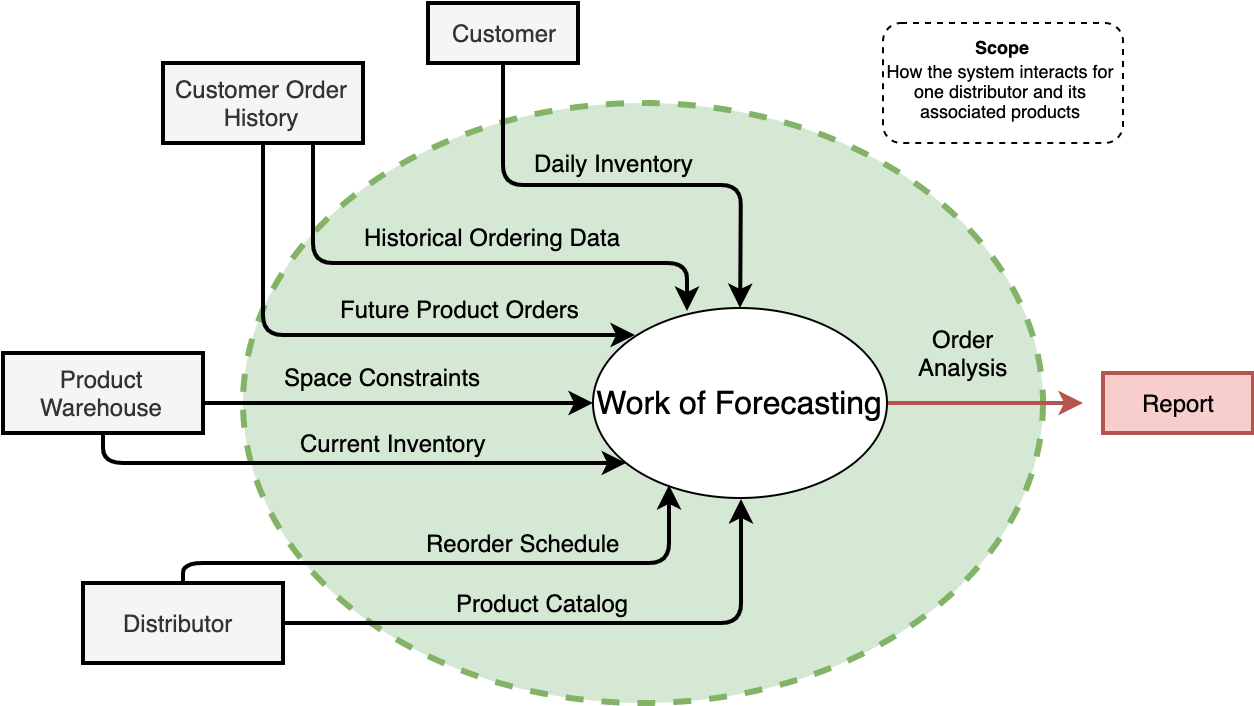 Customer
Scope
How the system interacts for
one distributor and its
associated products
Customer Order
History
Daily Inventory
Historical Ordering Data
Future Product Orders
Order
Analysis
Product
Warehouse
Space Constraints
Work of Forecasting
Report
Current Inventory
Reorder Schedule
Product Catalog
Distributor